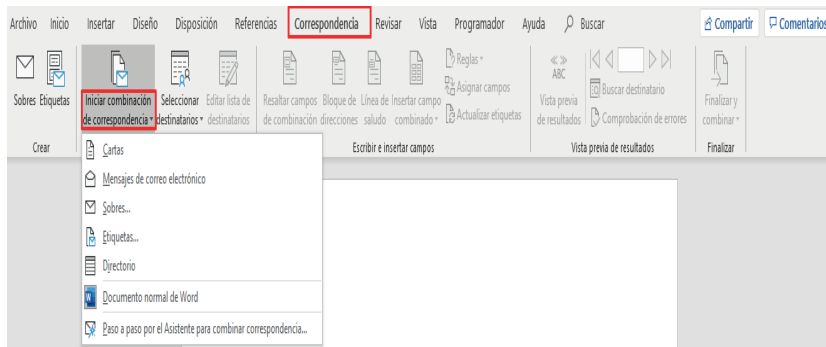 Archivo Inicio Insertar Diseño Disposición Referencias Correspondencia Revisar Vista Programador Ayuda Buscar Compartir Comentarios
Sobres Etiquetas
Iniciar combinación
de correspondencia
Seleccionar
destinatarios
Editar lista de
destinatarios
Resaltar campos
de combinación
Bloque de
direcciones
Línea de
saludo
Insertar campo
combinado
Reglas
Asignar campos
Actualizar etiquetas
ABC
Vista previa
de resultados
Buscar destinatario
Comprobación de errores
Finalizar y
combinar
Crear
Escribir e insertar campos
Vista previa de resultados
Finalizar
Cartas
Mensajes de correo electrónico
Sobres...
Etiquetas...
Directorio
Documento normal de Word
Paso a paso por el Asistente para combinar correspondencia...